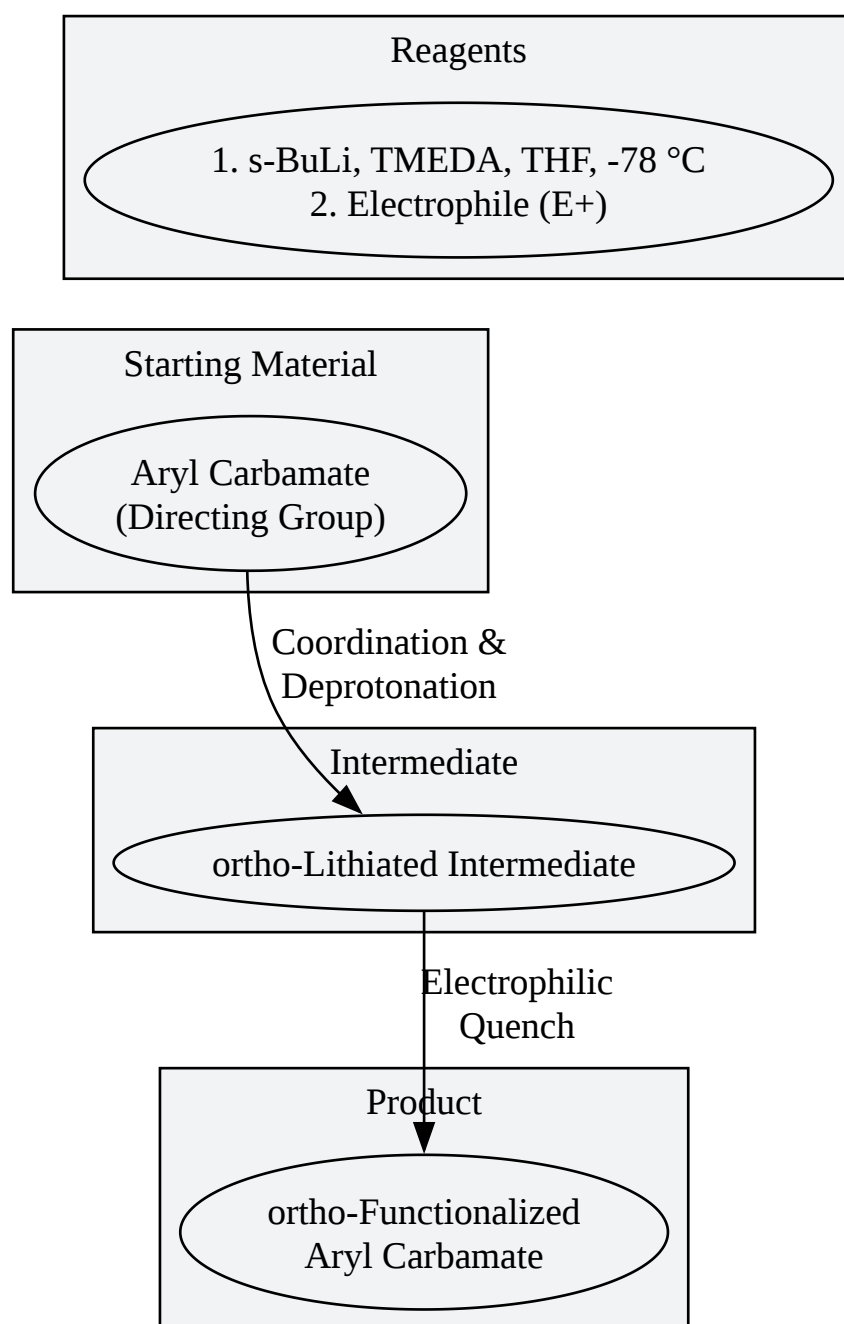 Reagents
1. s-BuLi, TMEDA, THF, -78 °C
2. Electrophile (E+)
Starting Material
Aryl Carbamate
(Directing Group)
Coordination &
Deprotonation
Intermediate
ortho-Lithiated Intermediate
Electrophilic
Quench
Product
ortho-Functionalized
Aryl Carbamate